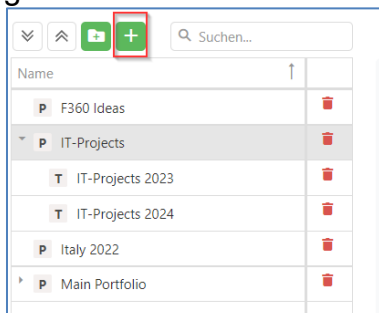 Suchen...
Name
P F360 Ideas
P IT-Projects
T IT-Projects 2023
T IT-Projects 2024
P Italy 2022
P Main Portfolio